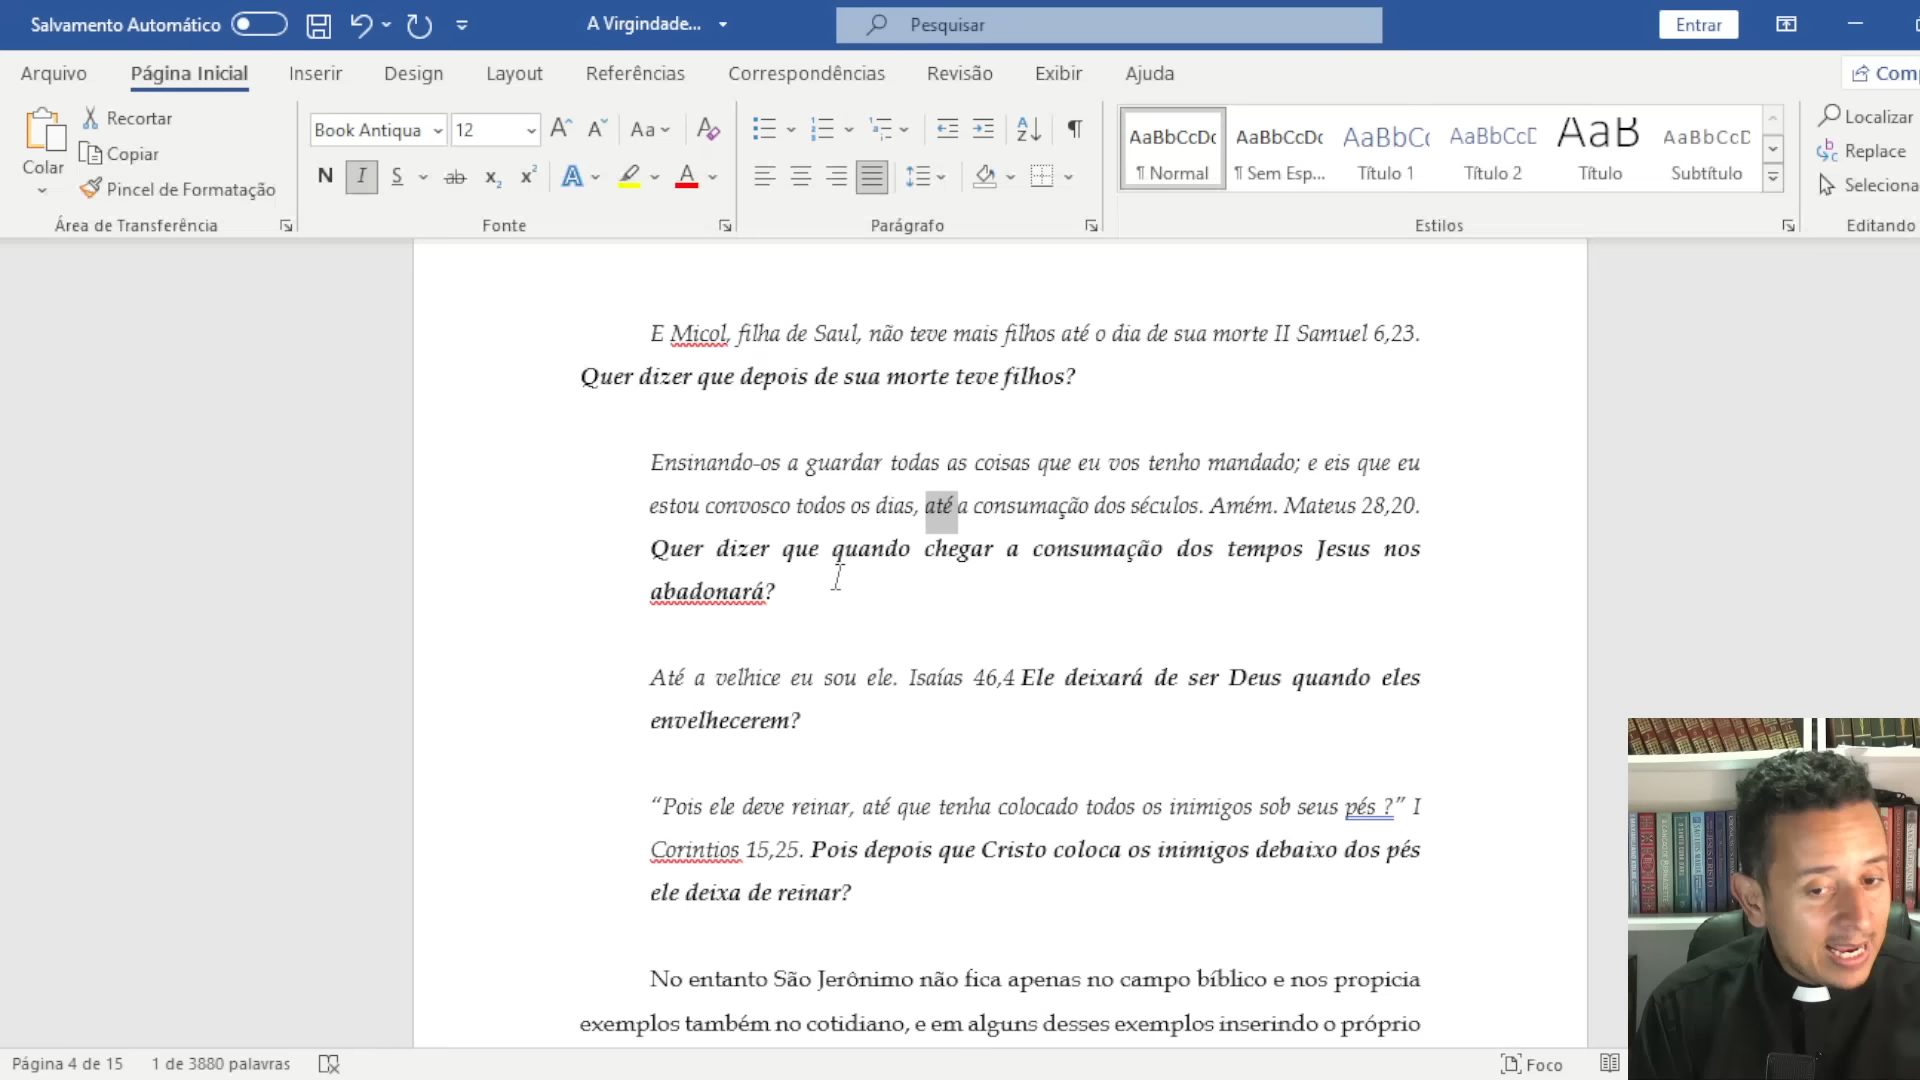 Salvamento Automático
A Virgindade...
Pesquisar
Entrar
Arquivo
Página Inicial
Inserir
Design
Layout
Referências
Correspondências
Revisão
Exibir
Ajuda
Com
Colar
Recortar
Copiar
Pincel de Formatação
Área de Transferência
Book Antiqua
12
Aa
N I S ab x₂ x²
Fonte
Parágrafo
AaBbCcDc
¶ Normal
AaBbCcDc
¶ Sem Esp...
AaBbC(
Título 1
AaBbCcD
Título 2
AaB
Título
AaBbCcD
Subtítulo
Estilos
Localizar
Replace
Seleciona
Editando
E Micol, filha de Saul, não teve mais filhos até o dia de sua morte II Samuel 6,23.
Quer dizer que depois de sua morte teve filhos?
Ensinando-os a guardar todas as coisas que eu vos tenho mandado; e eis que eu
estou convosco todos os dias, até a consumação dos séculos. Amém. Mateus 28,20.
Quer dizer que quando chegar a consumação dos tempos Jesus nos
abadonará?
Até a velhice eu sou ele. Isaías 46,4 Ele deixará de ser Deus quando eles
envelhecerem?
“Pois ele deve reinar, até que tenha colocado todos os inimigos sob seus pés ?” I
Corintios 15,25. Pois depois que Cristo coloca os inimigos debaixo dos pés
ele deixa de reinar?
No entanto São Jerônimo não fica apenas no campo bíblico e nos propicia
exemplos também no cotidiano, e em alguns desses exemplos inserindo o próprio
Página 4 de 15
1 de 3880 palavras
Foco